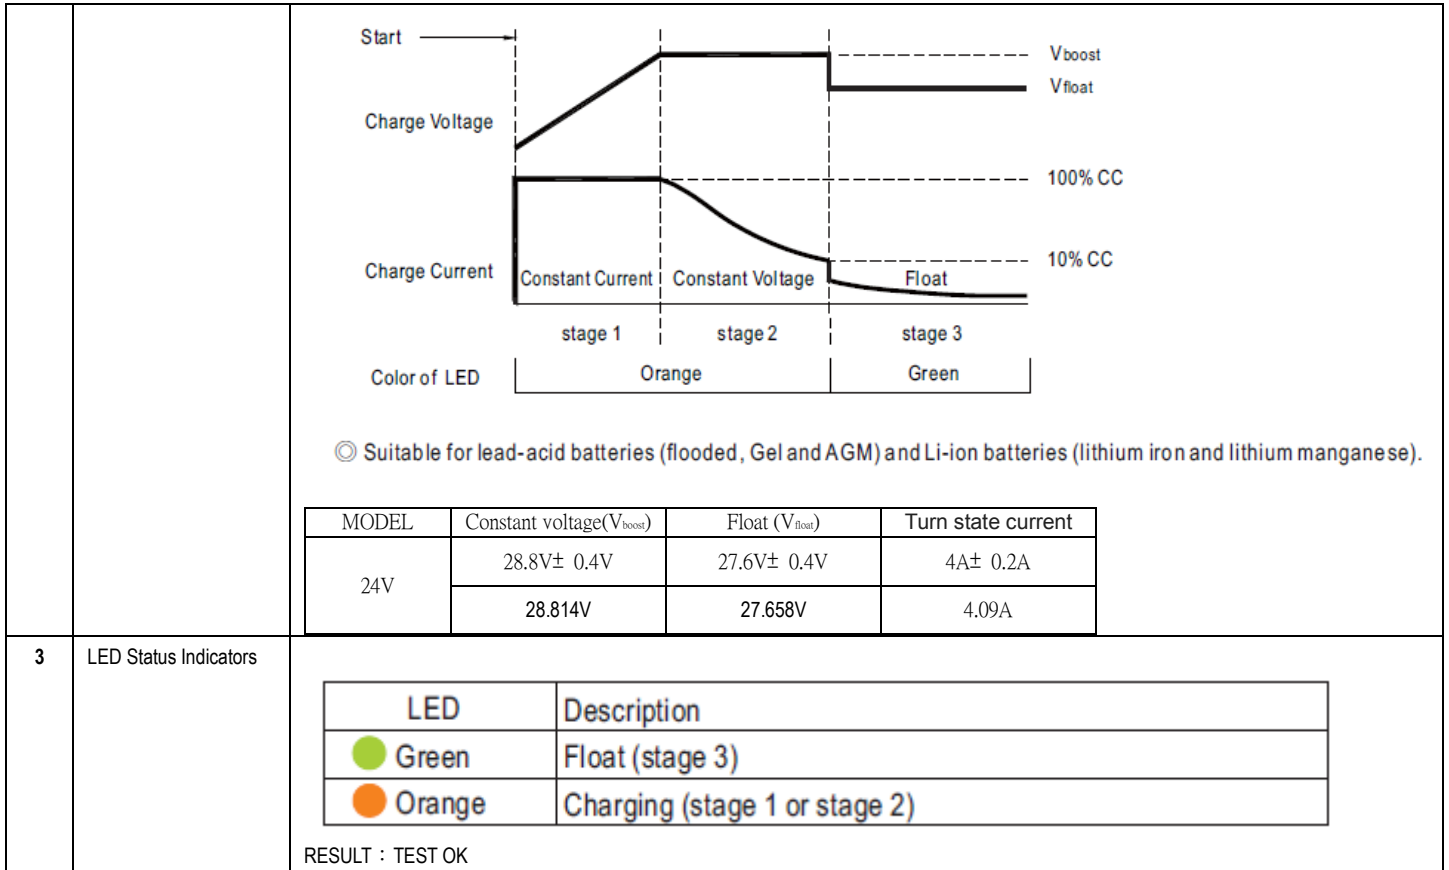 Start
Vboost
Vfloat
Charge Voltage
100% CC
10% CC
Charge Current
Constant Current
Constant Voltage
Float
stage 1
stage 2
stage 3
Color of LED
Orange
Green
◎ Suitable for lead-acid batteries (flooded, Gel and AGM) and Li-ion batteries (lithium iron and lithium manganese).
MODEL Constant voltage(Vboost) Float (Vfloat) Turn state current
24V
28.8V± 0.4V 27.6V± 0.4V 4A± 0.2A
28.814V 27.658V 4.09A
3 LED Status Indicators
LED Description
Green Float (stage 3)
Orange Charging (stage 1 or stage 2)
RESULT：TEST OK